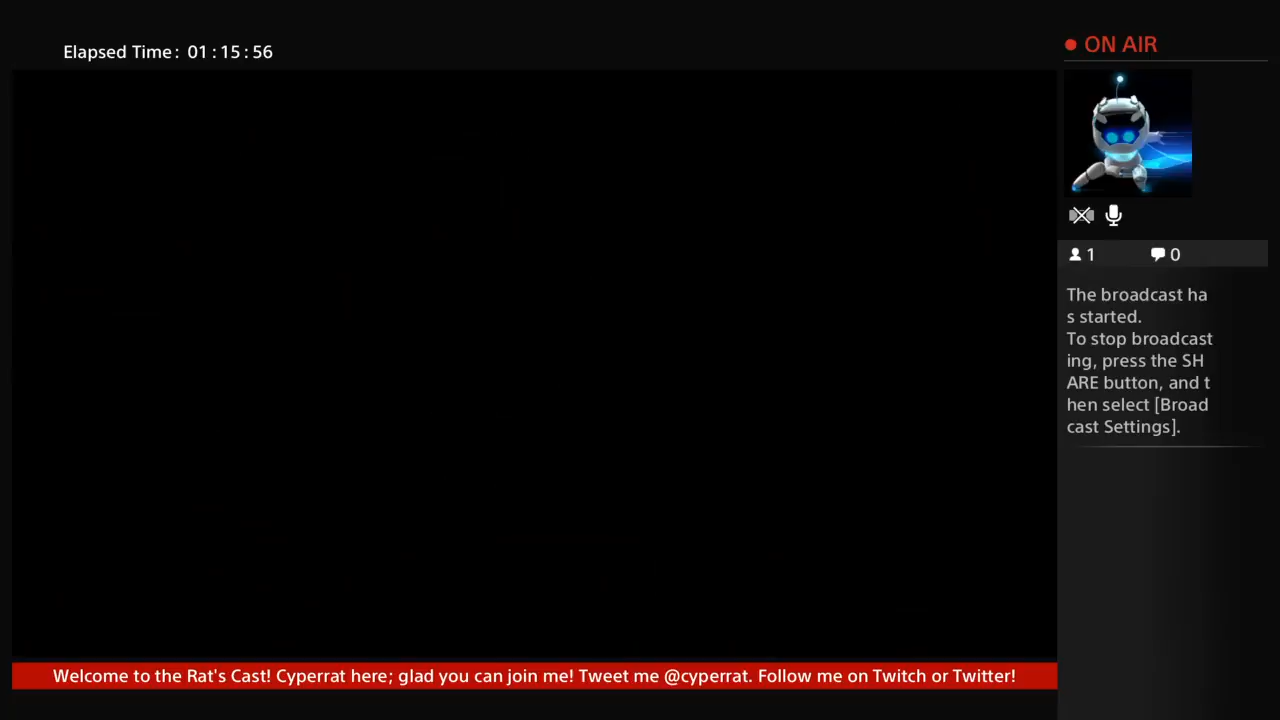 Elapsed Time: 01:15:56
ON AIR
1 0
The broadcast ha
s started.
To stop broadcast
ing, press the SH
ARE button, and t
hen select [Broad
cast Settings].
Welcome to the Rat's Cast! Cyperrat here; glad you can join me! Tweet me @cyperrat. Follow me on Twitch or Twitter!